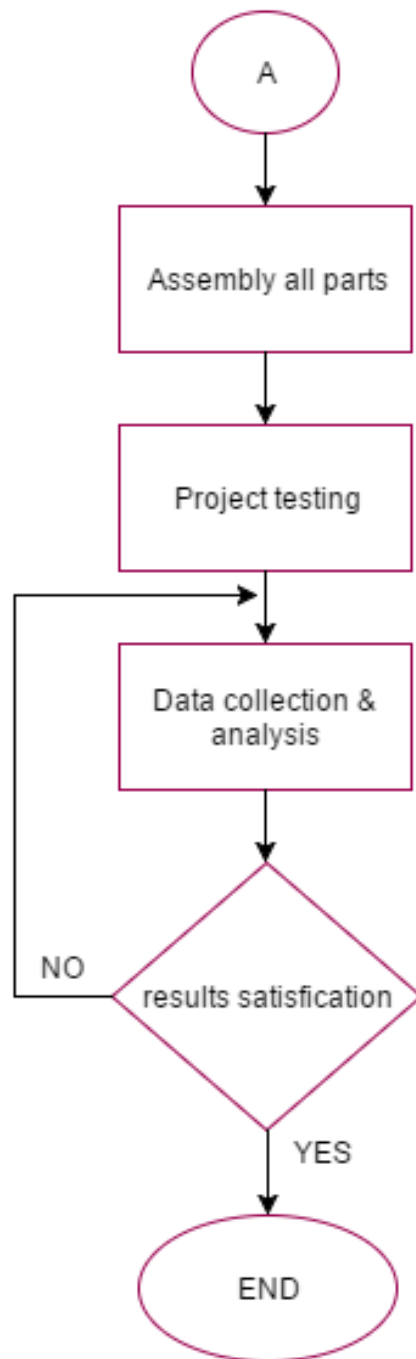 A
Assembly all parts
Project testing
Data collection &
analysis
NO
results satisfication
YES
END